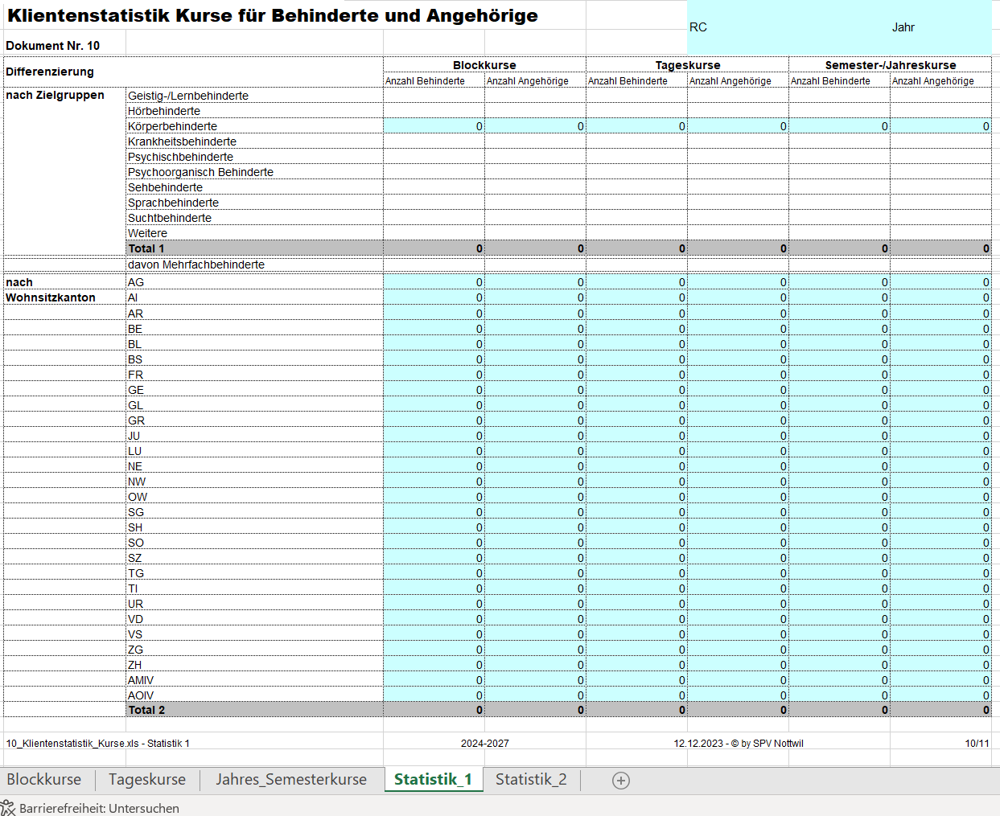 Klientenstatistik Kurse für Behinderte und Angehörige
RC Jahr
Dokument Nr. 10
Differenzierung Blockkurse Tageskurse Semester-/Jahreskurse
Anzahl Behinderte Anzahl Angehörige Anzahl Behinderte Anzahl Angehörige Anzahl Behinderte Anzahl Angehörige
nach Zielgruppen Geistig-/Lernbehinderte
Hörbehinderte
Körperbehinderte 0 0 0 0 0 0
Krankheitsbehinderte
Psychischbehinderte
Psychoorganisch Behinderte
Sehbehinderte
Sprachbehinderte
Suchtbehinderte
Weitere
Total 1 0 0 0 0 0 0
davon Mehrfachbehinderte
nach AG 0 0 0 0 0 0
Wohnsitzkanton AI 0 0 0 0 0 0
AR 0 0 0 0 0 0
BE 0 0 0 0 0 0
BL 0 0 0 0 0 0
BS 0 0 0 0 0 0
FR 0 0 0 0 0 0
GE 0 0 0 0 0 0
GL 0 0 0 0 0 0
GR 0 0 0 0 0 0
JU 0 0 0 0 0 0
LU 0 0 0 0 0 0
NE 0 0 0 0 0 0
NW 0 0 0 0 0 0
OW 0 0 0 0 0 0
SG 0 0 0 0 0 0
SH 0 0 0 0 0 0
SO 0 0 0 0 0 0
SZ 0 0 0 0 0 0
TG 0 0 0 0 0 0
TI 0 0 0 0 0 0
UR 0 0 0 0 0 0
VD 0 0 0 0 0 0
VS 0 0 0 0 0 0
ZG 0 0 0 0 0 0
ZH 0 0 0 0 0 0
AMIV 0 0 0 0 0 0
AOIV 0 0 0 0 0 0
Total 2 0 0 0 0 0 0
10_Klientenstatistik_Kurse.xls - Statistik 1 2024-2027 12.12.2023 - © by SPV Nottwil 10/11
Blockkurse Tageskurse Jahres_Semesterkurse Statistik_1 Statistik_2
Barrierefreiheit: Untersuchen